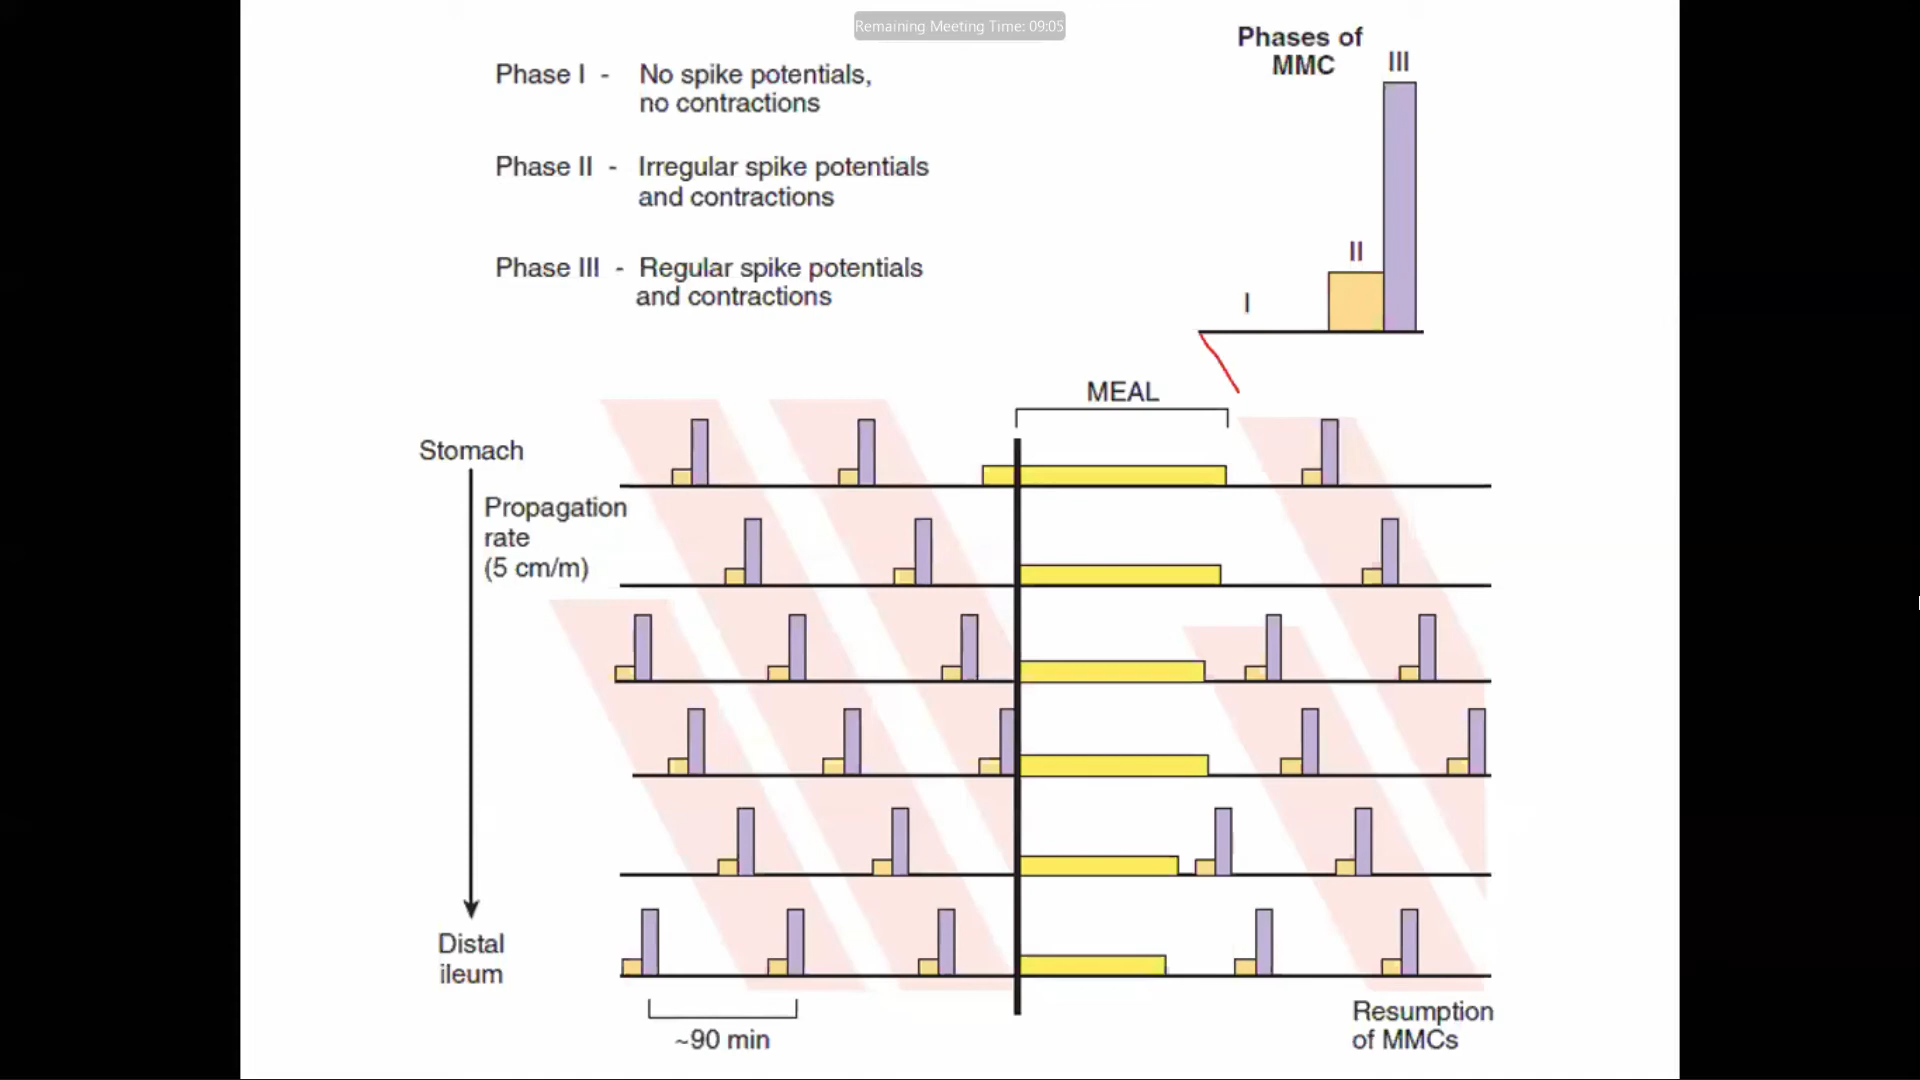 Remaining Meeting Time: 09:05
Phase I - No spike potentials,
no contractions
Phase II - Irregular spike potentials
and contractions
Phase III - Regular spike potentials
and contractions
Phases of
MMC
III
II
I
MEAL
Stomach
Propagation
rate
(5 cm/m)
Distal
ileum
~90 min
Resumption
of MMCs